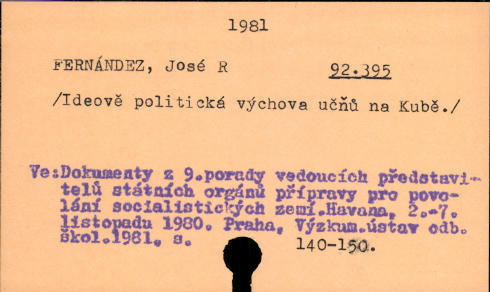 1981
FERNÁNDEZ, José R 92.395
/Ideově politická výchova učňů na Kubě./
Ve:Dokumenty z 9.porady vedoucích představi-
telů státních orgánů přípravy pro povo-
lání socialistických zemí.Havana, 2.-7.
listopadu 1980. Praha, Výzkum.ústav odb.
škol.1981, s. 140-150.